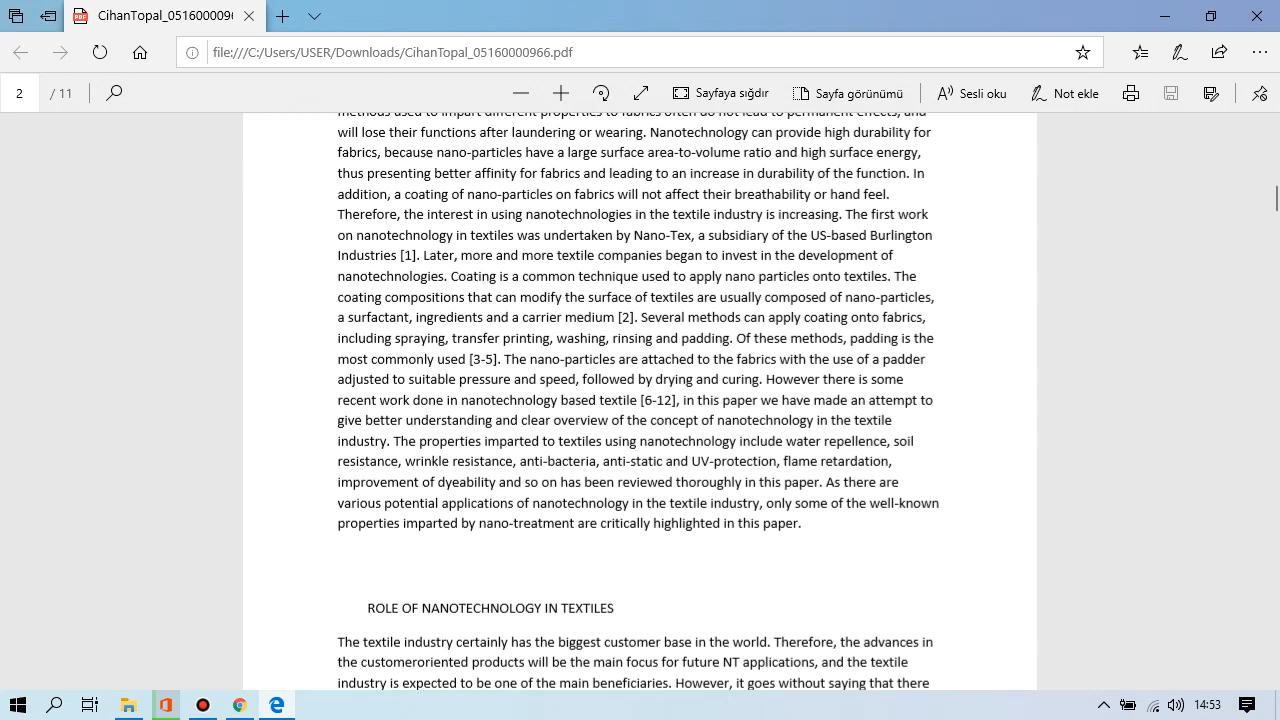 CihanTopal_051600009
file:///C:/Users/USER/Downloads/CihanTopal_05160000966.pdf
2 / 11 Sayfaya sığdır Sayfa görünümü Sesli oku Not ekle
methods used to impart different properties to fabrics often do not lead to permanent effects, and
will lose their functions after laundering or wearing. Nanotechnology can provide high durability for
fabrics, because nano-particles have a large surface area-to-volume ratio and high surface energy,
thus presenting better affinity for fabrics and leading to an increase in durability of the function. In
addition, a coating of nano-particles on fabrics will not affect their breathability or hand feel.
Therefore, the interest in using nanotechnologies in the textile industry is increasing. The first work
on nanotechnology in textiles was undertaken by Nano-Tex, a subsidiary of the US-based Burlington
Industries [1]. Later, more and more textile companies began to invest in the development of
nanotechnologies. Coating is a common technique used to apply nano particles onto textiles. The
coating compositions that can modify the surface of textiles are usually composed of nano-particles,
a surfactant, ingredients and a carrier medium [2]. Several methods can apply coating onto fabrics,
including spraying, transfer printing, washing, rinsing and padding. Of these methods, padding is the
most commonly used [3-5]. The nano-particles are attached to the fabrics with the use of a padder
adjusted to suitable pressure and speed, followed by drying and curing. However there is some
recent work done in nanotechnology based textile [6-12], in this paper we have made an attempt to
give better understanding and clear overview of the concept of nanotechnology in the textile
industry. The properties imparted to textiles using nanotechnology include water repellence, soil
resistance, wrinkle resistance, anti-bacteria, anti-static and UV-protection, flame retardation,
improvement of dyeability and so on has been reviewed thoroughly in this paper. As there are
various potential applications of nanotechnology in the textile industry, only some of the well-known
properties imparted by nano-treatment are critically highlighted in this paper.
ROLE OF NANOTECHNOLOGY IN TEXTILES
The textile industry certainly has the biggest customer base in the world. Therefore, the advances in
the customeroriented products will be the main focus for future NT applications, and the textile
industry is expected to be one of the main beneficiaries. However, it goes without saying that there
14:53